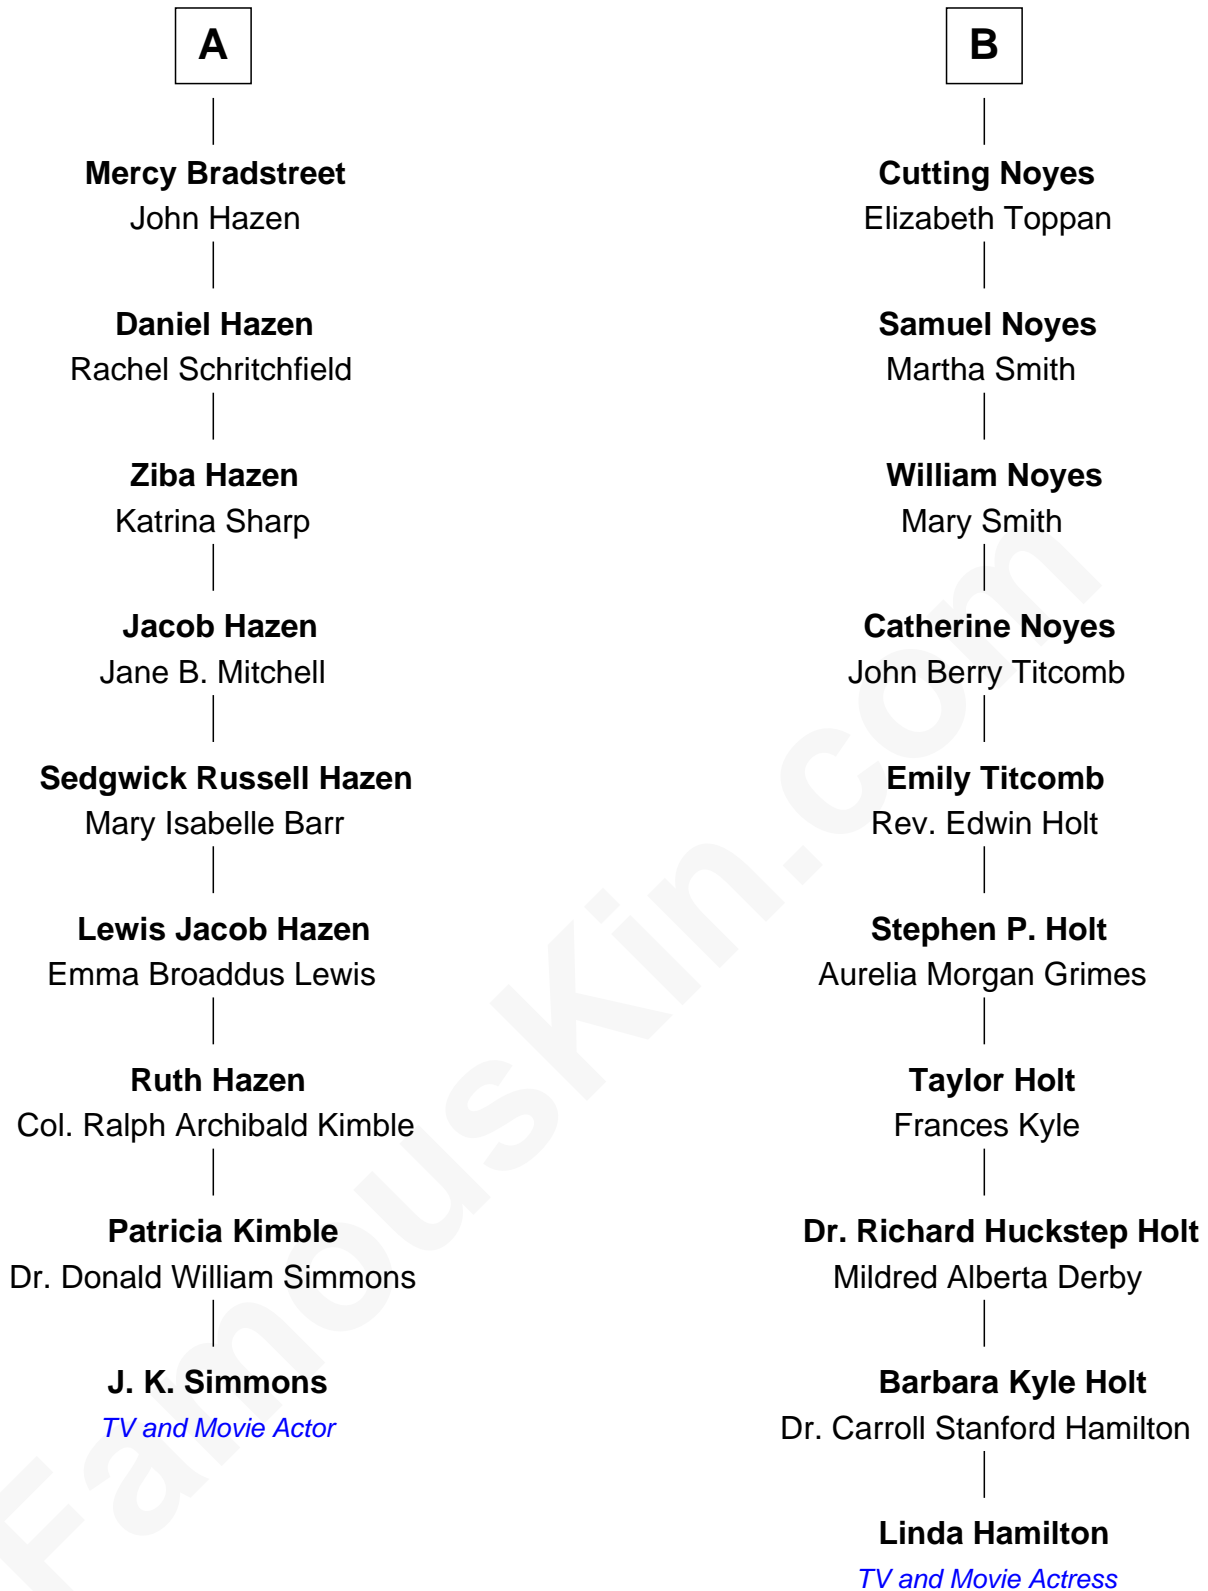 A
Mercy Bradstreet
John Hazen
Daniel Hazen
Rachel Schritchfield
Ziba Hazen
Katrina Sharp
Jacob Hazen
Jane B. Mitchell
Sedgwick Russell Hazen
Mary Isabelle Barr
Lewis Jacob Hazen
Emma Broaddus Lewis
Ruth Hazen
Col. Ralph Archibald Kimble
Patricia Kimble
Dr. Donald William Simmons
J. K. Simmons
TV and Movie Actor
B
Cutting Noyes
Elizabeth Toppan
Samuel Noyes
Martha Smith
William Noyes
Mary Smith
Catherine Noyes
John Berry Titcomb
Emily Titcomb
Rev. Edwin Holt
Stephen P. Holt
Aurelia Morgan Grimes
Taylor Holt
Frances Kyle
Dr. Richard Huckstep Holt
Mildred Alberta Derby
Barbara Kyle Holt
Dr. Carroll Stanford Hamilton
Linda Hamilton
TV and Movie Actress
FamousKin.com